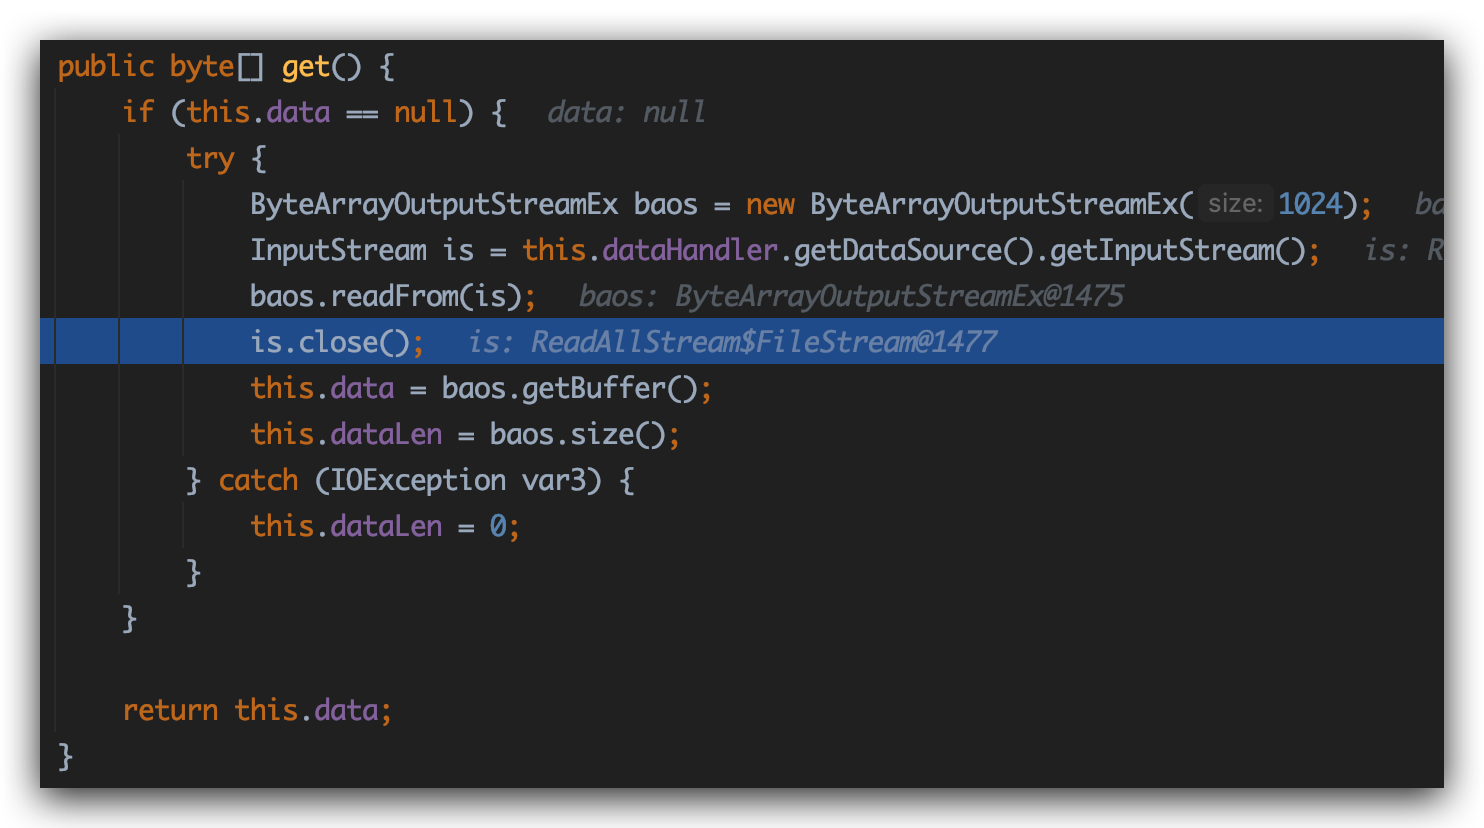 public byte[] get() {
if (this.data == null) { data: null
try {
ByteArrayOutputStreamEx baos = new ByteArrayOutputStreamEx( size: 1024);
InputStream is = this.dataHandler.getDataSource().getInputStream(); is:
baos.readFrom(is); baos: ByteArrayOutputStreamEx@1475
is.close(); is: ReadAllStream$FileStream@1477
this.data = baos.getBuffer();
this.dataLen = baos.size();
} catch (IOException var3) {
this.dataLen = 0;
}
}
return this.data;
}